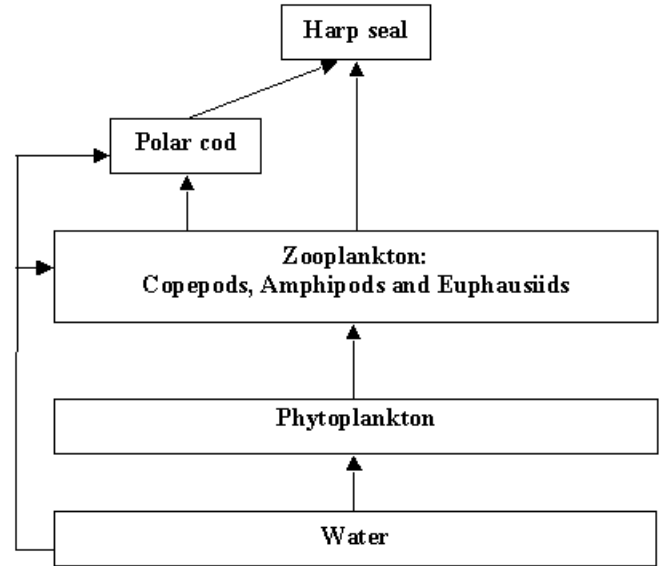 Harp seal
Polar cod
Zooplankton:
Copepods, Amphipods and Euphausiids
Phytoplankton
Water